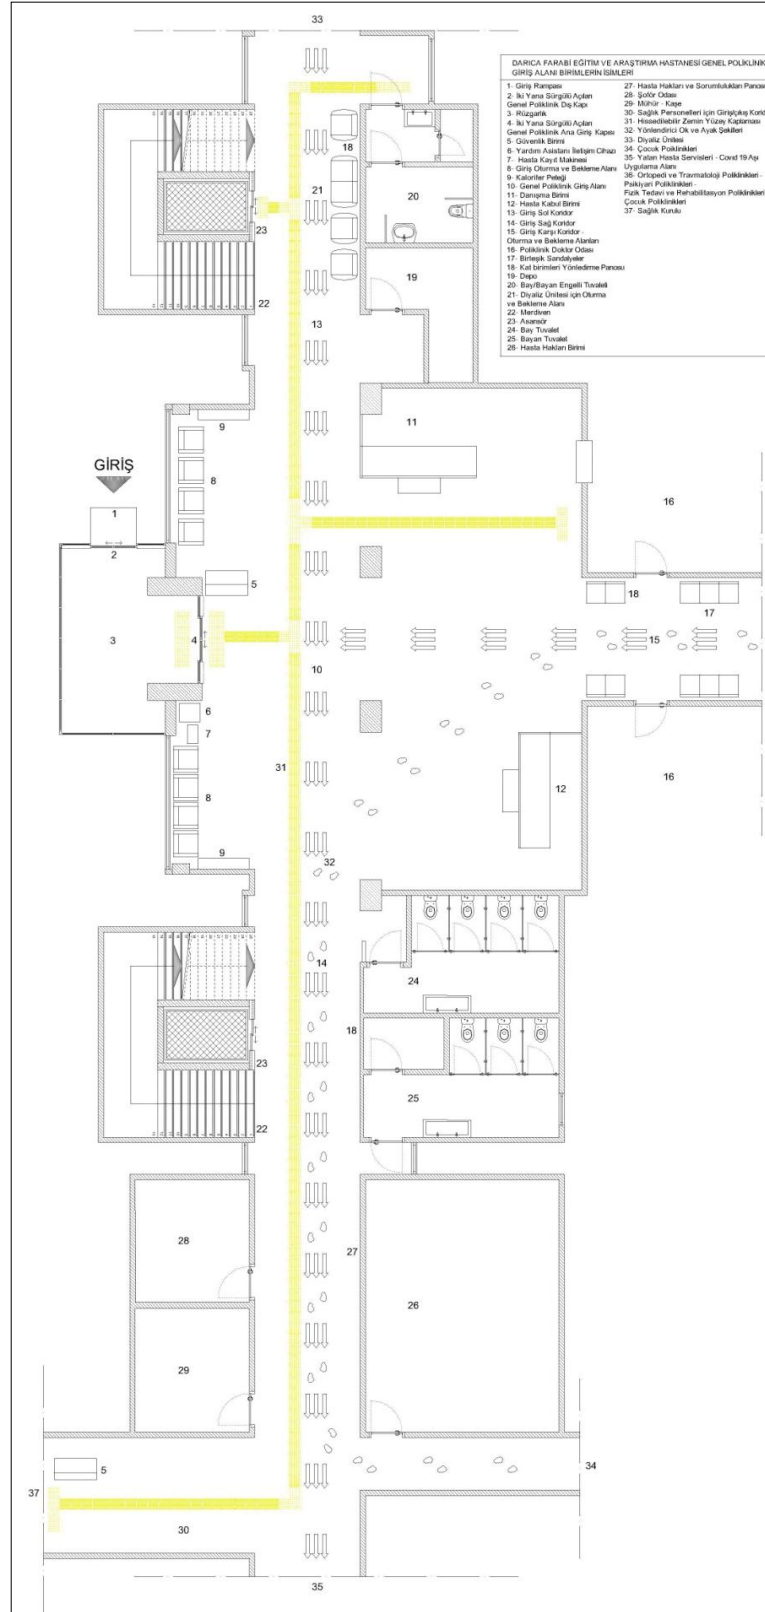 33
DARICA FARABİ EĞİTİM VE ARAŞTIRMA HASTANESİ GENEL POLİKLİNİK
GİRİŞ ALANI BİRİMLERİN İSİMLERİ
1- Giriş Rampası
2- İki Yana Sürgülü Açılan
Genel Poliklinik Dış Kapı
3- Rüzgarlık
4- İki Yana Sürgülü Açılan
Genel Poliklinik Ana Giriş Kapısı
5- Güvenlik Birimi
6- Yardım Asistanı İletişim Cihazı
7- Hasta Kayıt Makinesi
8- Giriş Oturma ve Bekleme Alanı
9- Kalorifer Peteği
10- Genel Poliklinik Giriş Alanı
11- Danışma Birimi
12- Hasta Kabul Birimi
13- Giriş Sol Koridor
14- Giriş Sağ Koridor
15- Giriş Karşı Koridor -
Oturma ve Bekleme Alanları
16- Poliklinik Doktor Odası
17- Birleşik Sandalyeler
18- Kat birimleri Yönledirme Panosu
19- Depo
20- Bay/Bayan Engelli Tuvaleti
21- Diyaliz Ünitesi için Oturma
ve Bekleme Alanı
22- Merdiven
23- Asansör
24- Bay Tuvalet
25- Bayan Tuvalet
26- Hasta Hakları Birimi
27- Hasta Hakları ve Sorumlulukları Panosu
28- Şoför Odası
29- Mühür - Kaşe
30- Sağlık Personelleri için Giriş/çıkış
31- Hissedilebilir Zemin Yüzey Kaplaması
32- Yönlendirici Ok ve Ayak Şekilleri
33- Diyaliz Ünitesi
34- Çocuk Poliklinikleri
35- Yatan Hasta Servisleri - Covid 19 Aşı
Uygulama Alanı
36- Ortopedi ve Travmatoloji Poliklinikleri -
Psikiyari Poliklinikleri -
Fizik Tedavi ve Rehabilitasyon Poliklinikleri
Çocuk Poliklinikleri
37- Sağlık Kurulu
18
21
20
23
19
22
13
9
11
GİRİŞ
8
1
16
2
5
18
17
3
4
15
10
6
7
31
16
12
8
9
32
14
24
18
23
25
22
27
28
26
29
5
34
37
30
35